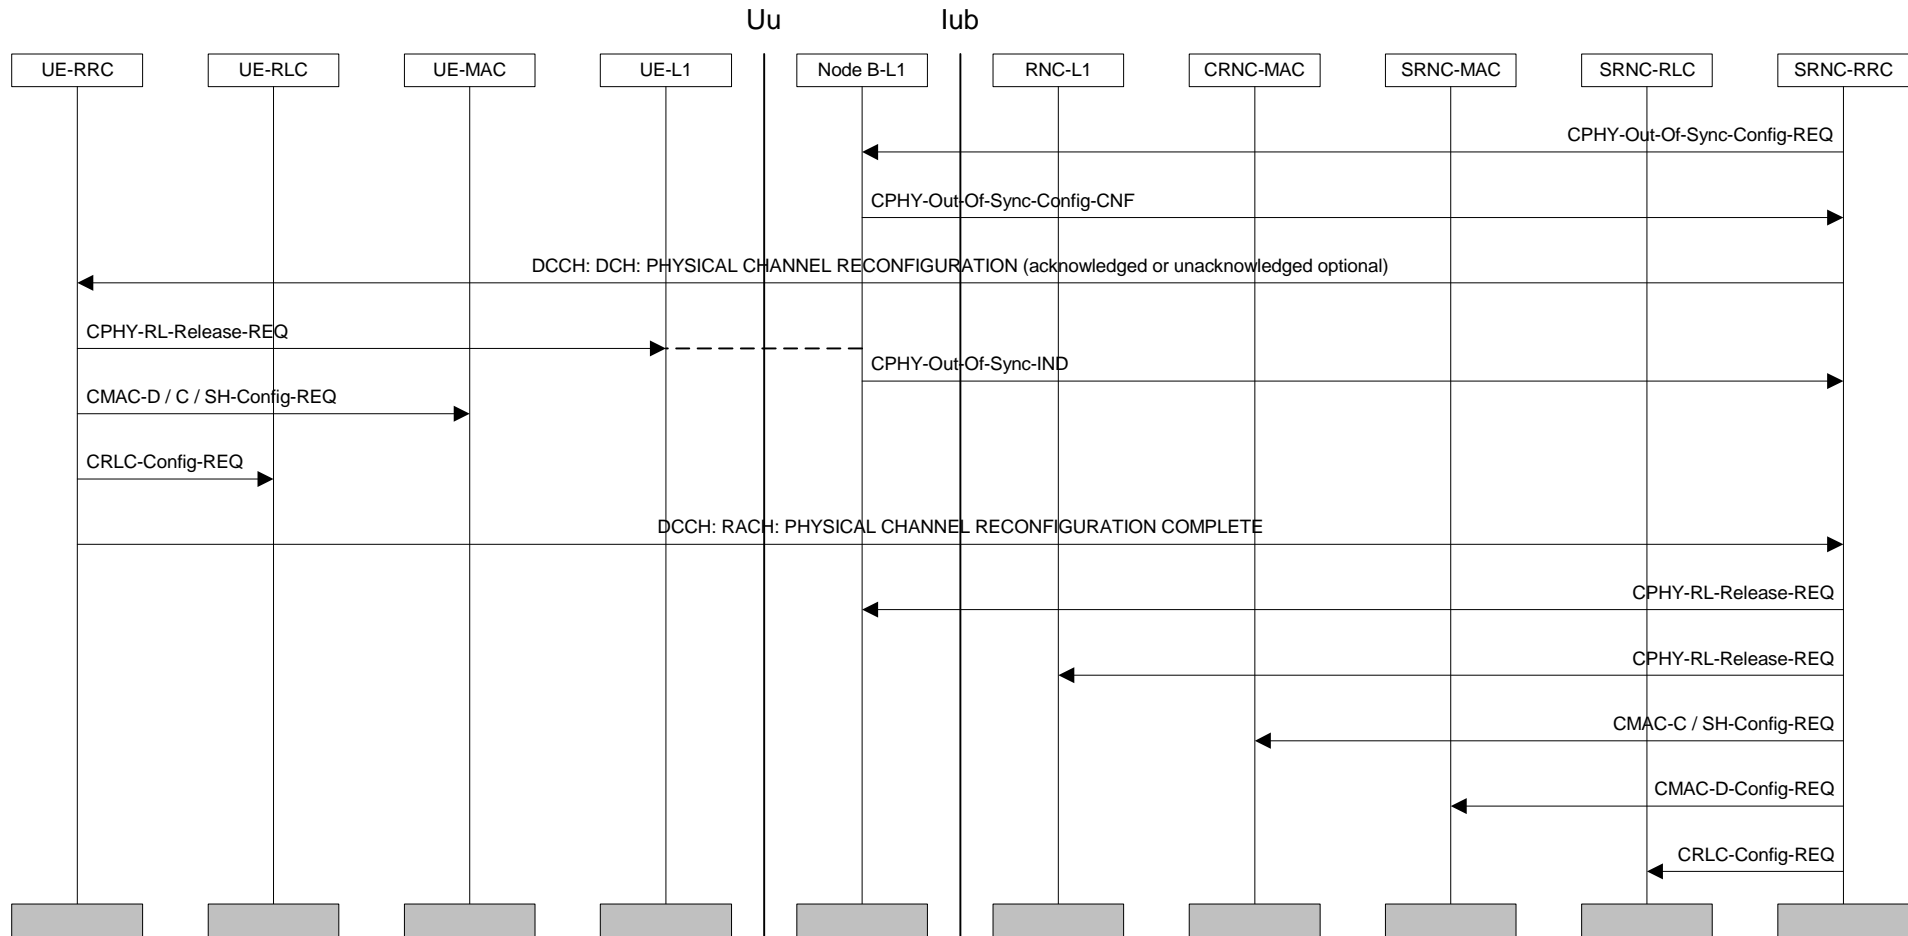 Uu
Iub
UE-RRC
UE-RLC
UE-MAC
UE-L1
Node B-L1
RNC-L1
CRNC-MAC
SRNC-MAC
SRNC-RLC
SRNC-RRC
CPHY-Out-Of-Sync-Config-REQ
CPHY-Out-Of-Sync-Config-CNF
DCCH: DCH: PHYSICAL CHANNEL RECONFIGURATION (acknowledged or unacknowledged optional)
CPHY-RL-Release-REQ
CPHY-Out-Of-Sync-IND
CMAC-D / C / SH-Config-REQ
CRLC-Config-REQ
DCCH: RACH: PHYSICAL CHANNEL RECONFIGURATION COMPLETE
CPHY-RL-Release-REQ
CPHY-RL-Release-REQ
CMAC-C / SH-Config-REQ
CMAC-D-Config-REQ
CRLC-Config-REQ